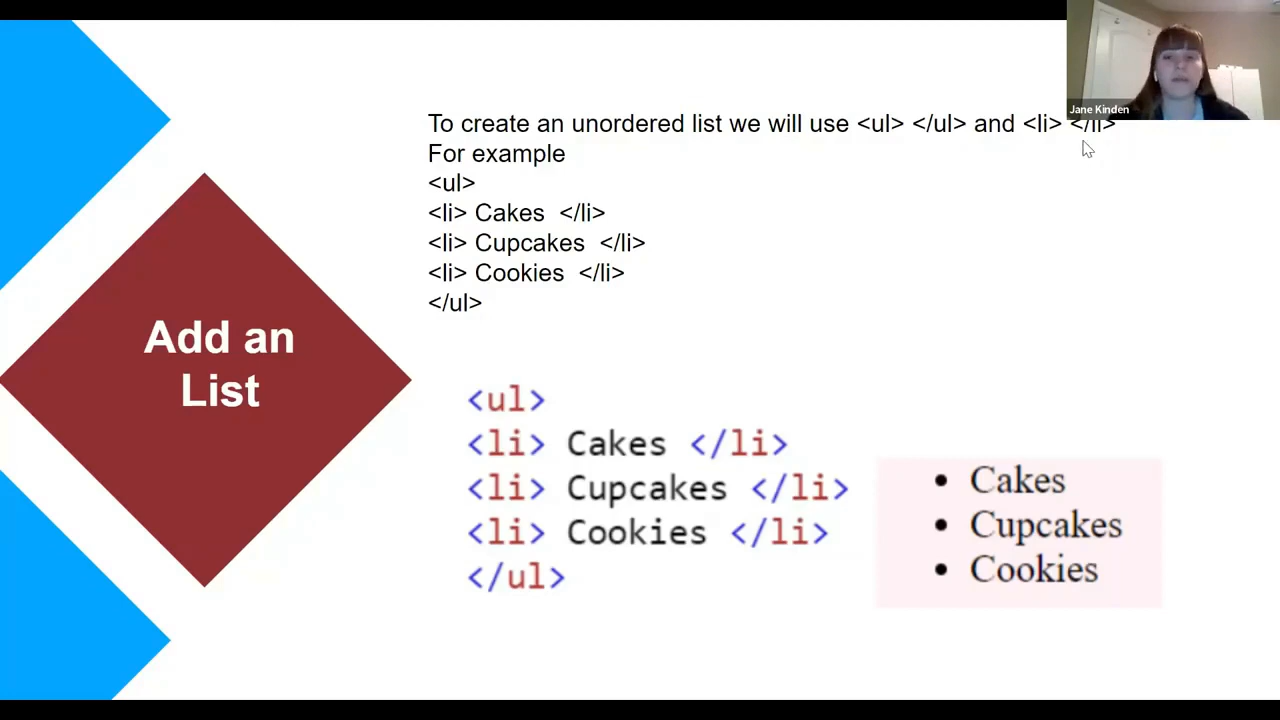 Jane Kinden
To create an unordered list we will use <ul> </ul> and <li> </li>
For example
<ul>
<li> Cakes </li>
<li> Cupcakes </li>
<li> Cookies </li>
</ul>
Add an
List
<ul>
<li> Cakes </li>
<li> Cupcakes </li>
<li> Cookies </li>
</ul>
• Cakes
• Cupcakes
• Cookies